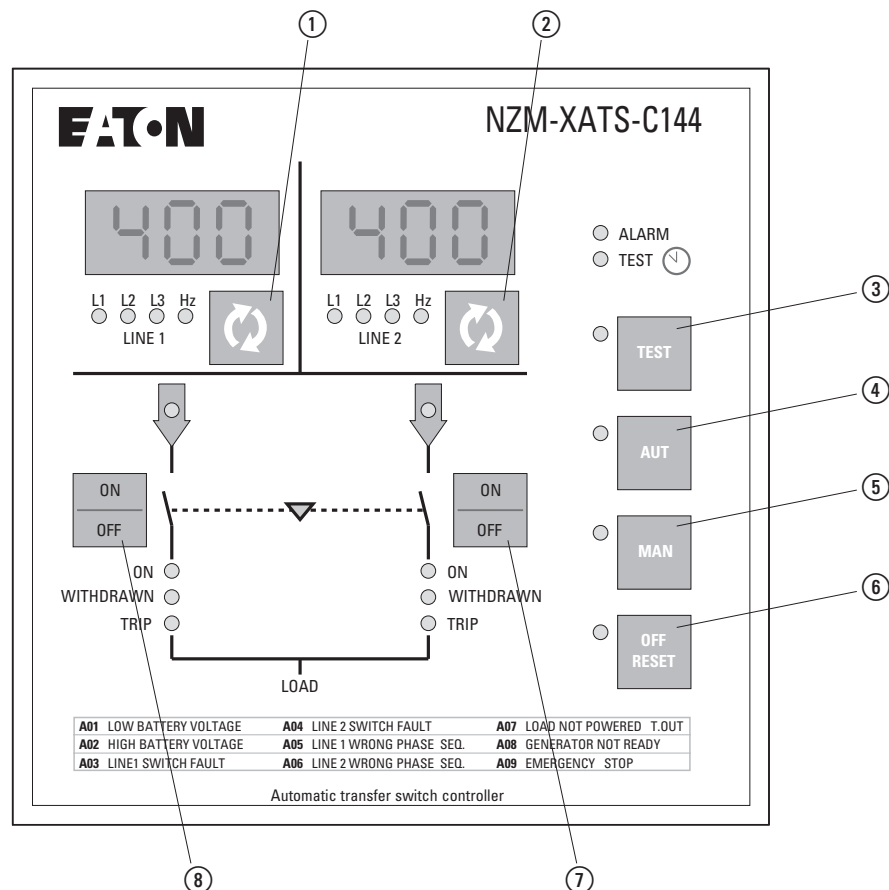 ① ②
EATON NZM-XATS-C144
400 400
ALARM
TEST
L1 L2 L3 Hz L1 L2 L3 Hz
LINE 1 LINE 2
③
TEST
④
AUT
ON ON
OFF OFF
⑤
MAN
ON ON
WITHDRAWN WITHDRAWN
TRIP TRIP
⑥
OFF
RESET
LOAD
A01 LOW BATTERY VOLTAGE A04 LINE 2 SWITCH FAULT A07 LOAD NOT POWERED T.OUT
A02 HIGH BATTERY VOLTAGE A05 LINE 1 WRONG PHASE SEQ. A08 GENERATOR NOT READY
A03 LINE1 SWITCH FAULT A06 LINE 2 WRONG PHASE SEQ. A09 EMERGENCY STOP
Automatic transfer switch controller
⑧ ⑦